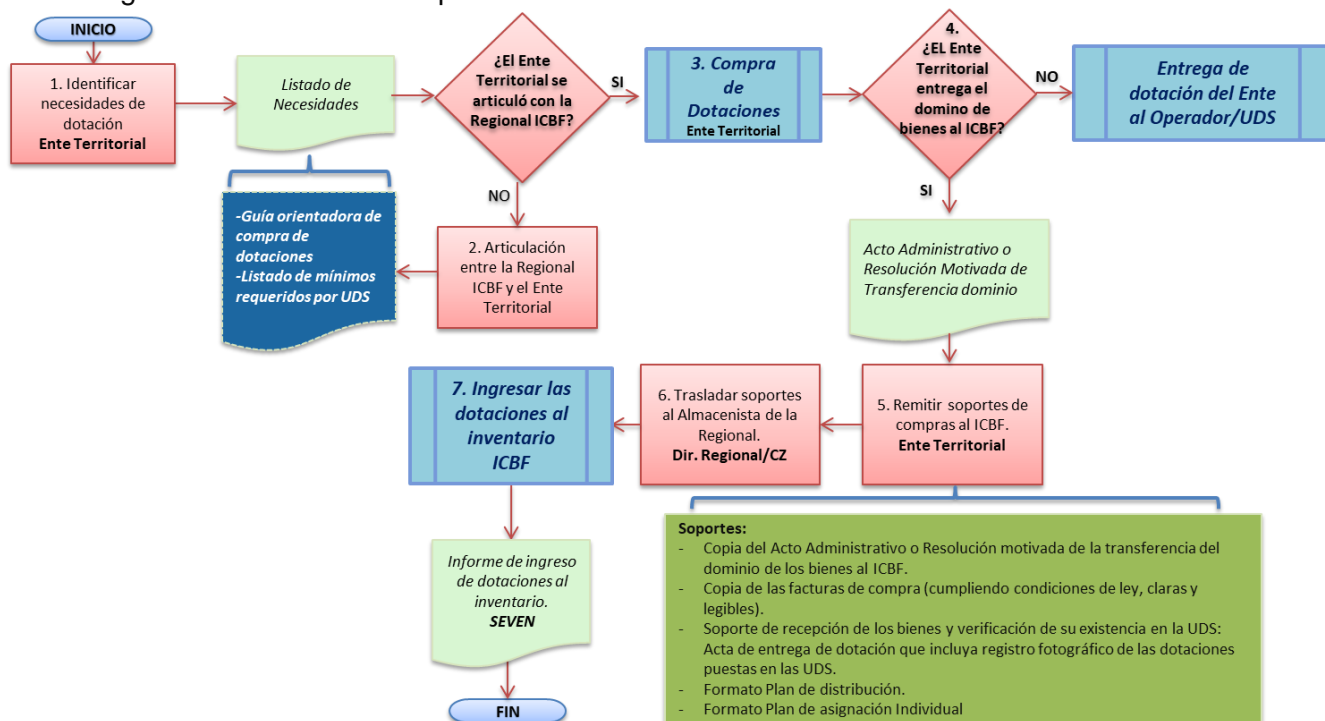 INICIO
1. Identificar
necesidades de
dotación
Ente Territorial
Listado de
Necesidades
¿El Ente
Territorial se
articuló con la
Regional ICBF?
SI
3. Compra
de
Dotaciones
Ente Territorial
4.
¿EL Ente
Territorial
entrega el
domino de
bienes al ICBF?
NO
Entrega de
dotación del Ente
al Operador/UDS
NO
SI
-Guía orientadora de
compra de
dotaciones
-Listado de mínimos
requeridos por UDS
2. Articulación
entre la Regional
ICBF y el Ente
Territorial
Acto Administrativo o
Resolución Motivada de
Transferencia dominio
7. Ingresar las
dotaciones al
inventario
ICBF
6. Trasladar soportes
al Almacenista de la
Regional.
Dir. Regional/CZ
5. Remitir soportes de
compras al ICBF.
Ente Territorial
Informe de ingreso
de dotaciones al
inventario.
SEVEN
FIN
Soportes:
- Copia del Acto Administrativo o Resolución motivada de la transferencia del
dominio de los bienes al ICBF.
- Copia de las facturas de compra (cumpliendo condiciones de ley, claras y
legibles).
- Soporte de recepción de los bienes y verificación de su existencia en la UDS:
Acta de entrega de dotación que incluya registro fotográfico de las dotaciones
puestas en las UDS.
- Formato Plan de distribución.
- Formato Plan de asignación Individual